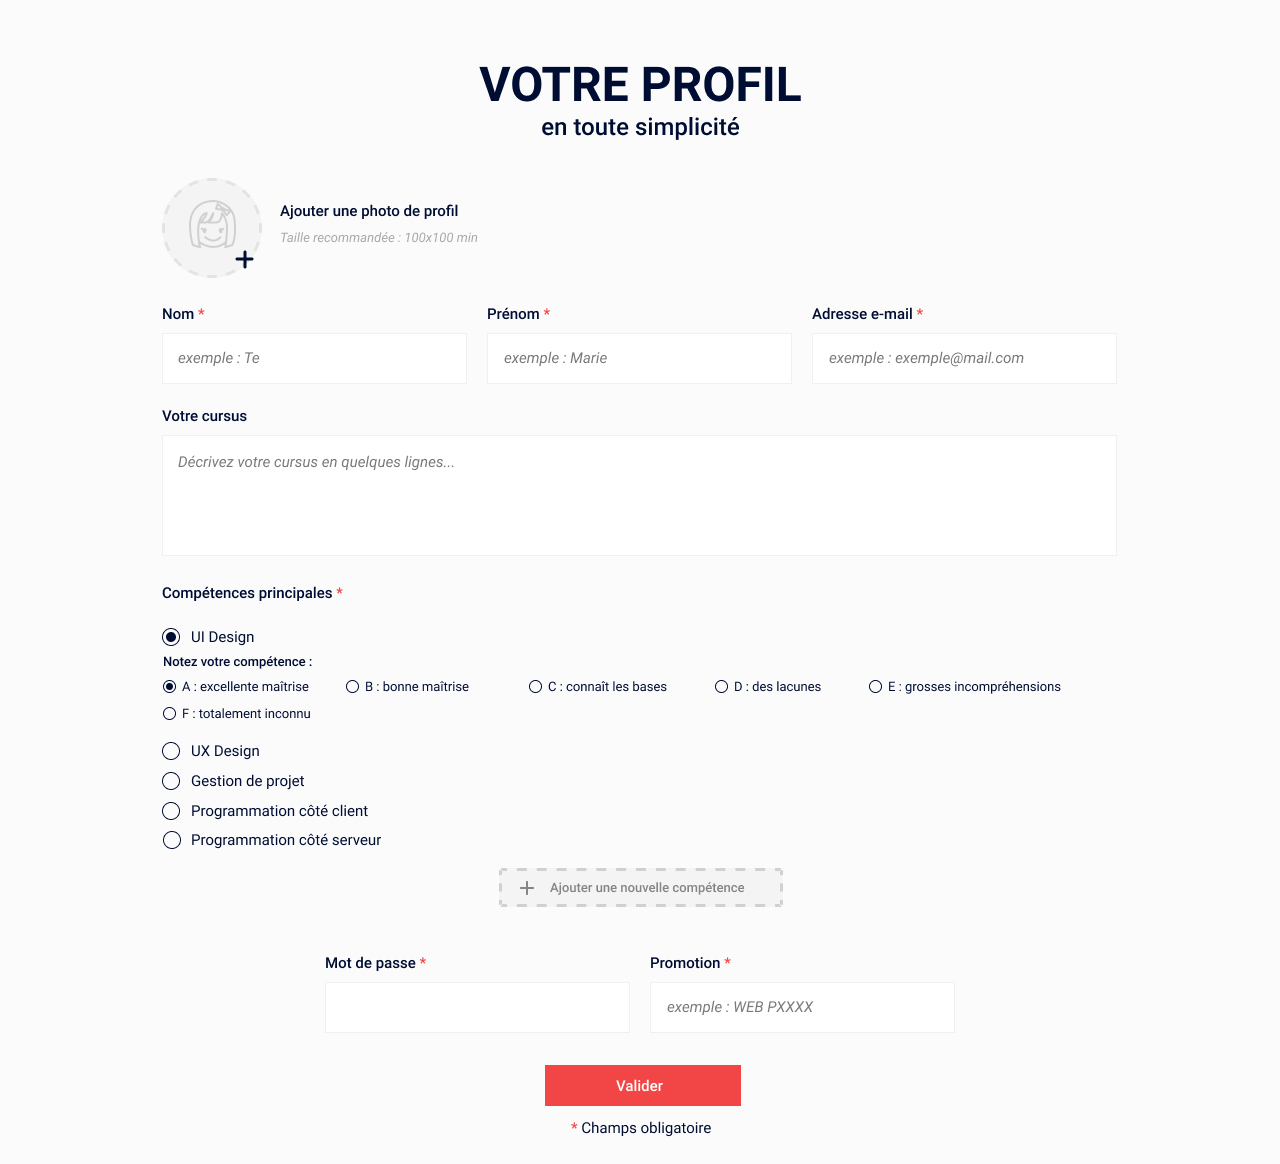 VOTRE PROFIL
en toute simplicité
Ajouter une photo de profil
Taille recommandée : 100x100 min
Nom * Prénom * Adresse e-mail *
exemple : Te exemple : Marie exemple : exemple@mail.com
Votre cursus
Décrivez votre cursus en quelques lignes...
Compétences principales *
UI Design
Notez votre compétence :
A : excellente maîtrise B : bonne maîtrise C : connaît les bases D : des lacunes E : grosses incompréhensions
F : totalement inconnu
UX Design
Gestion de projet
Programmation côté client
Programmation côté serveur
Ajouter une nouvelle compétence
Mot de passe * Promotion *
exemple : WEB PXXXX
Valider
* Champs obligatoire